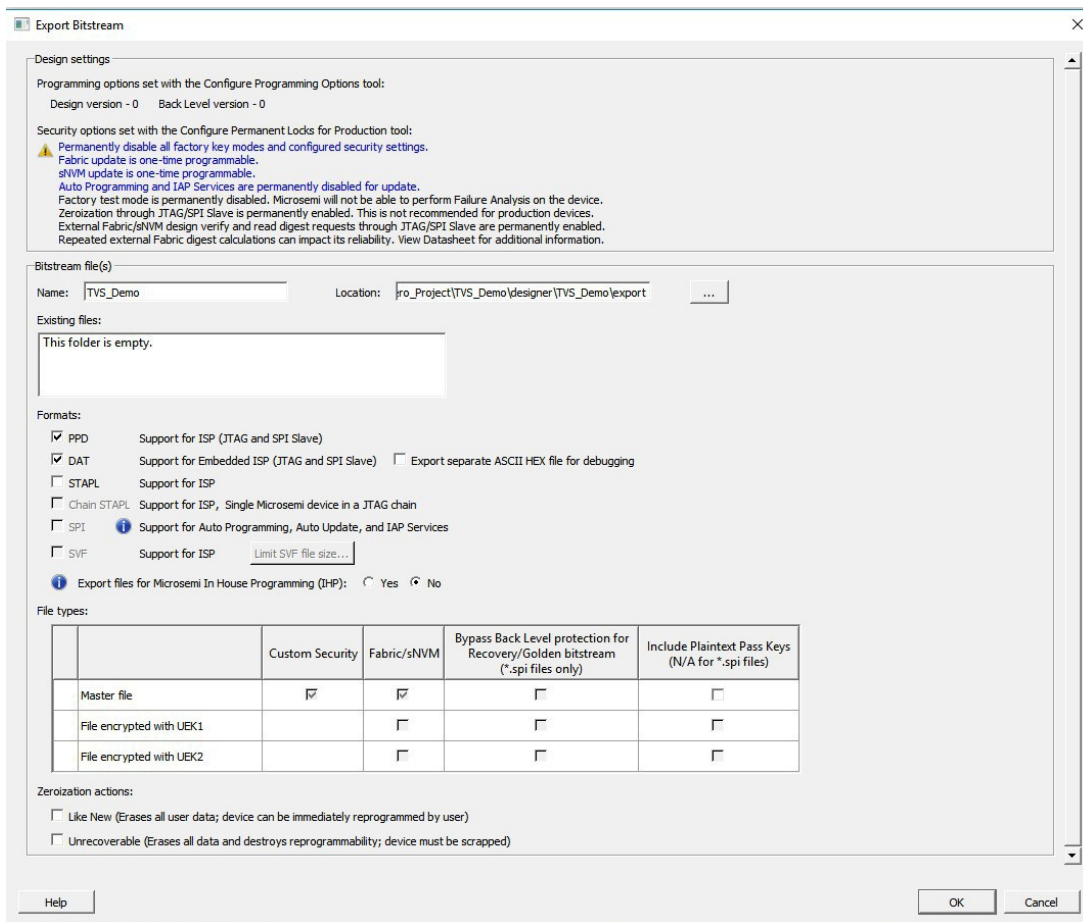 Export Bitstream
Design settings
Programming options set with the Configure Programming Options tool:
Design version - 0 Back Level version - 0
Security options set with the Configure Permanent Locks for Production tool:
Permanently disable all factory key modes and configured security settings.
Fabric update is one-time programmable.
sNVM update is one-time programmable.
Auto Programming and IAP Services are permanently disabled for update.
Factory test mode is permanently disabled. Microsemi will not be able to perform Failure Analysis on the device.
Zeroization through JTAG/SPI Slave is permanently enabled. This is not recommended for production devices.
External Fabric/sNVM design verify and read digest requests through JTAG/SPI Slave are permanently enabled.
Repeated external Fabric digest calculations can impact its reliability. View Datasheet for additional information.
Bitstream file(s)
Name: TVS_Demo Location: ero_Project\TVS_Demo\designer\TVS_Demo\export ...
Existing files:
This folder is empty.
Formats:
PPD Support for ISP (JTAG and SPI Slave)
DAT Support for Embedded ISP (JTAG and SPI Slave) Export separate ASCII HEX file for debugging
STAPL Support for ISP
Chain STAPL Support for ISP, Single Microsemi device in a JTAG chain
SPI Support for Auto Programming, Auto Update, and IAP Services
SVF Support for ISP Limit SVF file size...
Export files for Microsemi In House Programming (IHP): Yes No
File types:
Custom Security Fabric/sNVM Bypass Back Level protection for Recovery/Golden bitstream (*.spi files only) Include Plaintext Pass Keys (N/A for *.spi files)
Master file
File encrypted with UEK1
File encrypted with UEK2
Zeroization actions:
Like New (Erases all user data; device can be immediately reprogrammed by user)
Unrecoverable (Erases all data and destroys reprogrammability; device must be scrapped)
Help OK Cancel